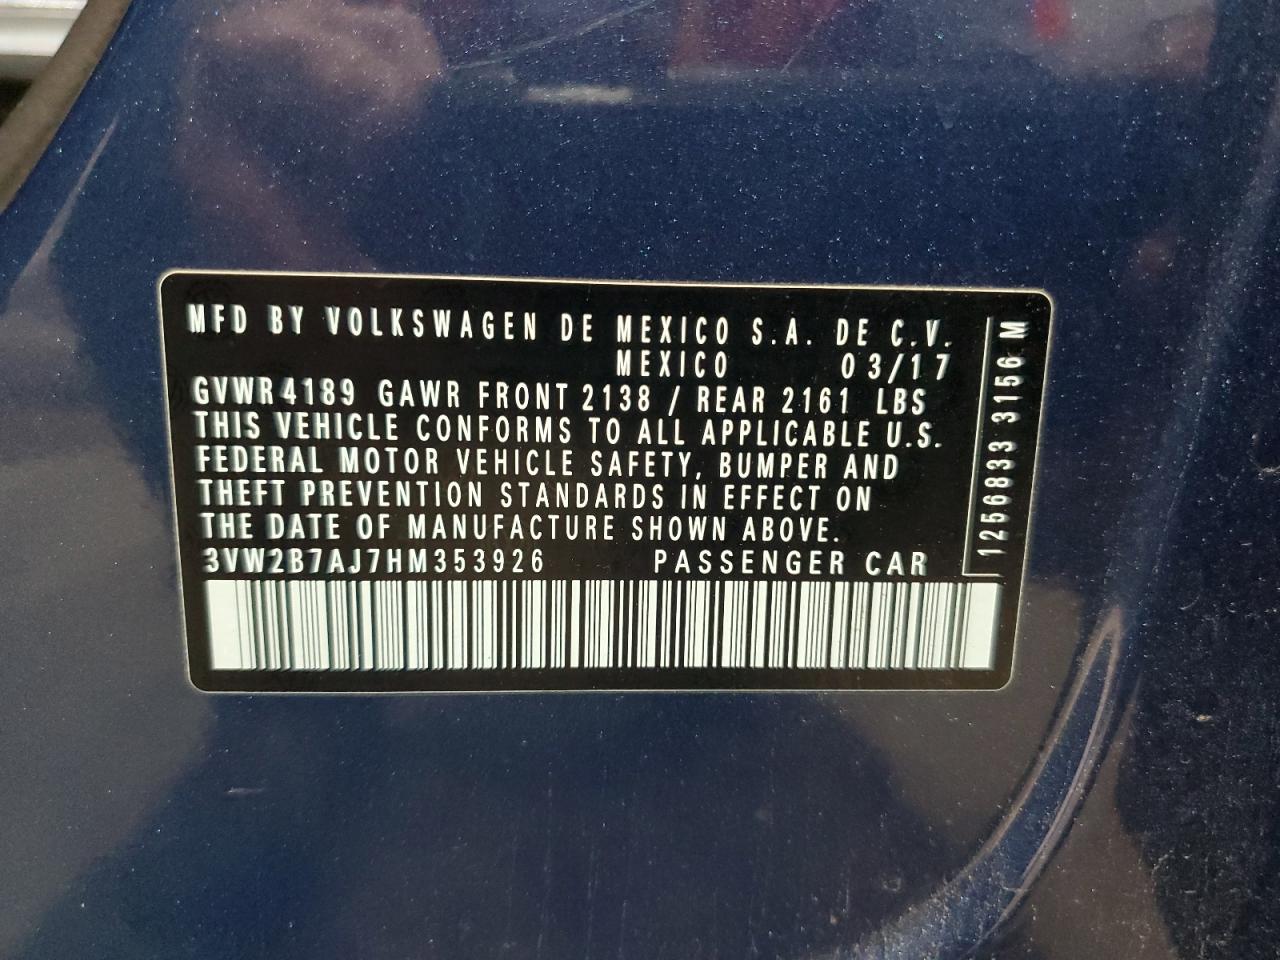 MFD BY VOLKSWAGEN DE MEXICO S.A. DE C.V.
MEXICO 03/17
GVWR 4189 GAWR FRONT 2138 / REAR 2161 LBS
THIS VEHICLE CONFORMS TO ALL APPLICABLE U.S.
FEDERAL MOTOR VEHICLE SAFETY, BUMPER AND
THEFT PREVENTION STANDARDS IN EFFECT ON
THE DATE OF MANUFACTURE SHOWN ABOVE.
3VW2B7AJ7HM353926 PASSENGER CAR
1256833 3156 M